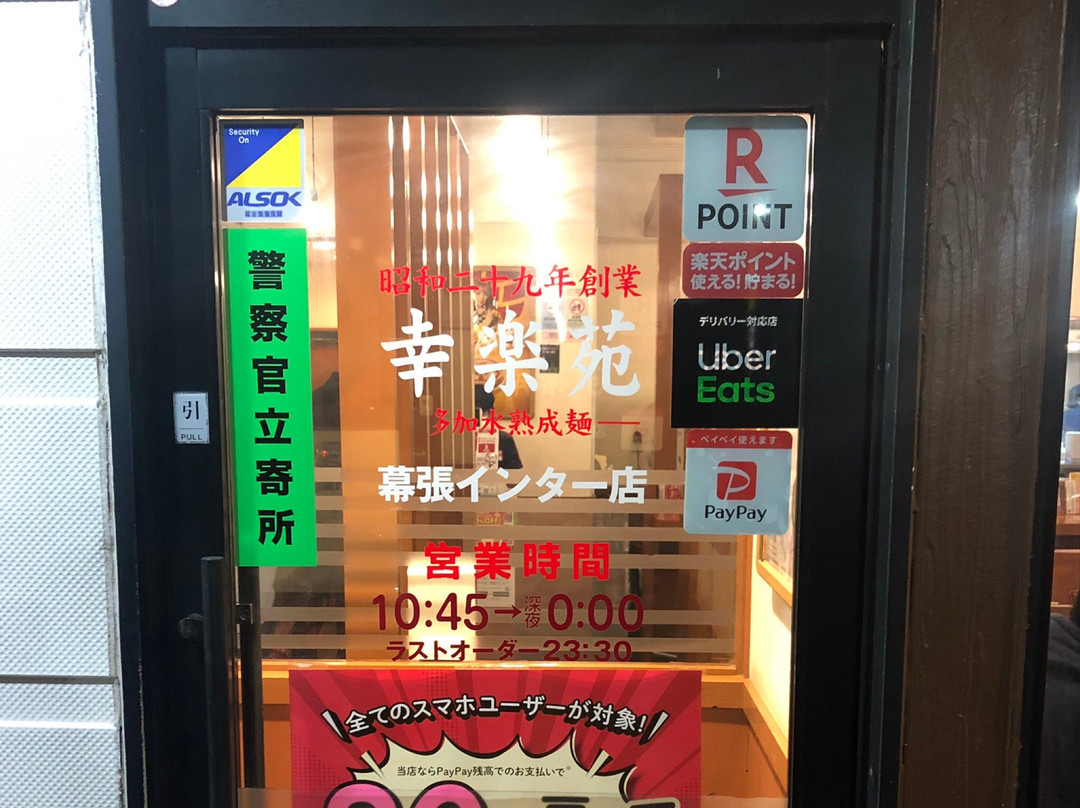 Security
On
ALSOK
綜合警備保障
警察官立寄所
引
PULL
昭和二十九年創業
幸楽苑
多加水熟成麺
幕張インター店
営業時間
10:45→深夜0:00
ラストオーダー23:30
R
POINT
楽天ポイント
使える!貯まる!
デリバリー対応店
Uber
Eats
ペイペイ使えます
PayPay
全てのスマホユーザーが対象!
当店ならPayPay残高でのお支払いで※